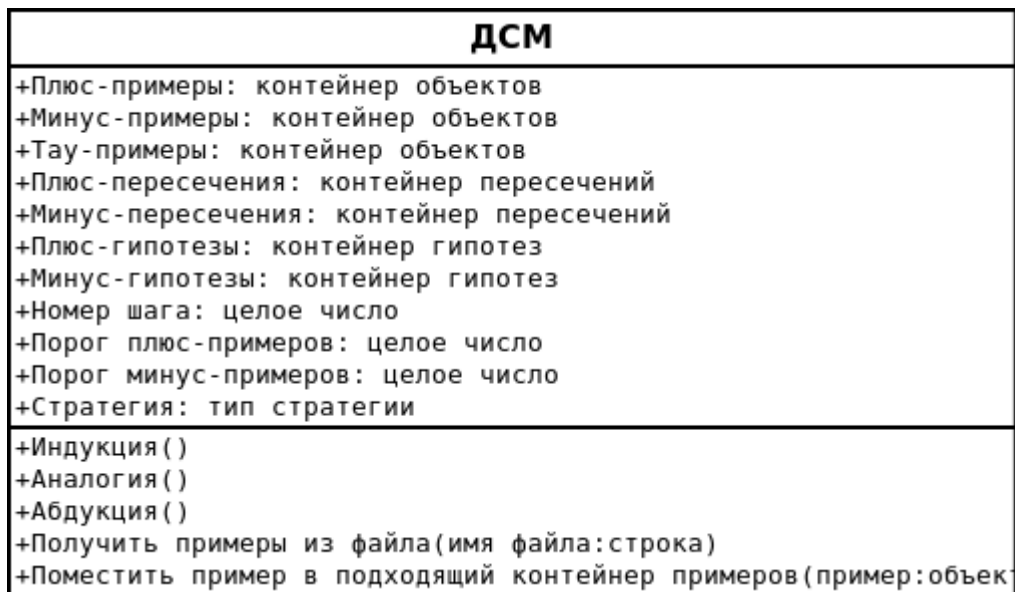 ДСМ
+Плюс-примеры: контейнер объектов
+Минус-примеры: контейнер объектов
+Тау-примеры: контейнер объектов
+Плюс-пересечения: контейнер пересечений
+Минус-пересечения: контейнер пересечений
+Плюс-гипотезы: контейнер гипотез
+Минус-гипотезы: контейнер гипотез
+Номер шага: целое число
+Порог плюс-примеров: целое число
+Порог минус-примеров: целое число
+Стратегия: тип стратегии
+Индукция()
+Аналогия()
+Абдукция()
+Получить примеры из файла(имя файла:строка)
+Поместить пример в подходящий контейнер примеров(пример:объек